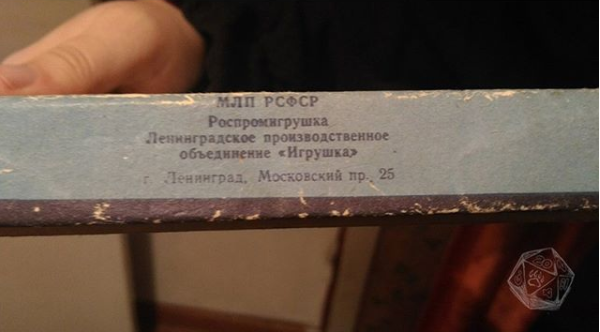 МЛП РСФСР
Роспромигрушка
Ленинградское производственное
объединение «Игрушка»
г. Ленинград, Московский пр., 25